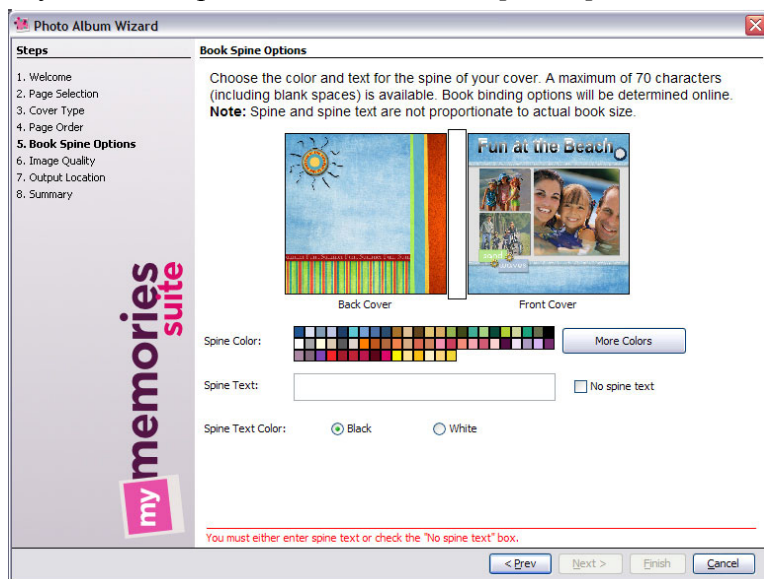 Photo Album Wizard
Steps
1. Welcome
2. Page Selection
3. Cover Type
4. Page Order
5. Book Spine Options
6. Image Quality
7. Output Location
8. Summary
my memories suite
Book Spine Options
Choose the color and text for the spine of your cover. A maximum of 70 characters
(including blank spaces) is available. Book binding options will be determined online.
Note: Spine and spine text are not proportionate to actual book size.
Fun at the Beach
sand
waves
Back Cover
Front Cover
Spine Color:
More Colors
Spine Text:
No spine text
Spine Text Color:
Black
White
You must either enter spine text or check the "No spine text" box.
< Prev
Next >
Finish
Cancel